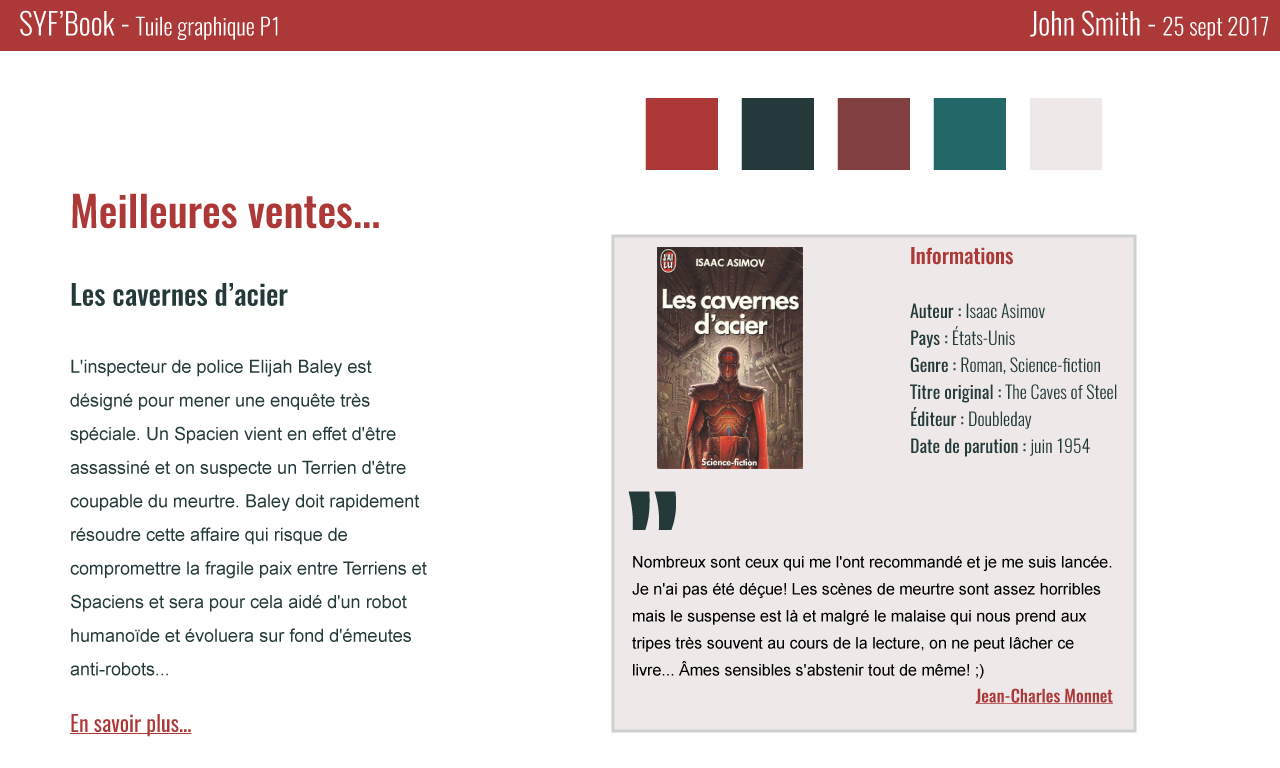 SYF’Book - Tuile graphique P1
John Smith - 25 sept 2017
Meilleures ventes...
Les cavernes d’acier
L'inspecteur de police Elijah Baley est
désigné pour mener une enquête très
spéciale. Un Spacien vient en effet d'être
assassiné et on suspecte un Terrien d'être
coupable du meurtre. Baley doit rapidement
résoudre cette affaire qui risque de
compromettre la fragile paix entre Terriens et
Spaciens et sera pour cela aidé d'un robot
humanoïde et évoluera sur fond d'émeutes
anti-robots...
En savoir plus...
J'AI LU
ISAAC ASIMOV
Les cavernes
d'acier
Science-fiction
Informations
Auteur : Isaac Asimov
Pays : États-Unis
Genre : Roman, Science-fiction
Titre original : The Caves of Steel
Éditeur : Doubleday
Date de parution : juin 1954
"
Nombreux sont ceux qui me l'ont recommandé et je me suis lancée.
Je n'ai pas été déçue! Les scènes de meurtre sont assez horribles
mais le suspense est là et malgré le malaise qui nous prend aux
tripes très souvent au cours de la lecture, on ne peut lâcher ce
livre... Âmes sensibles s'abstenir tout de même! ;)
Jean-Charles Monnet